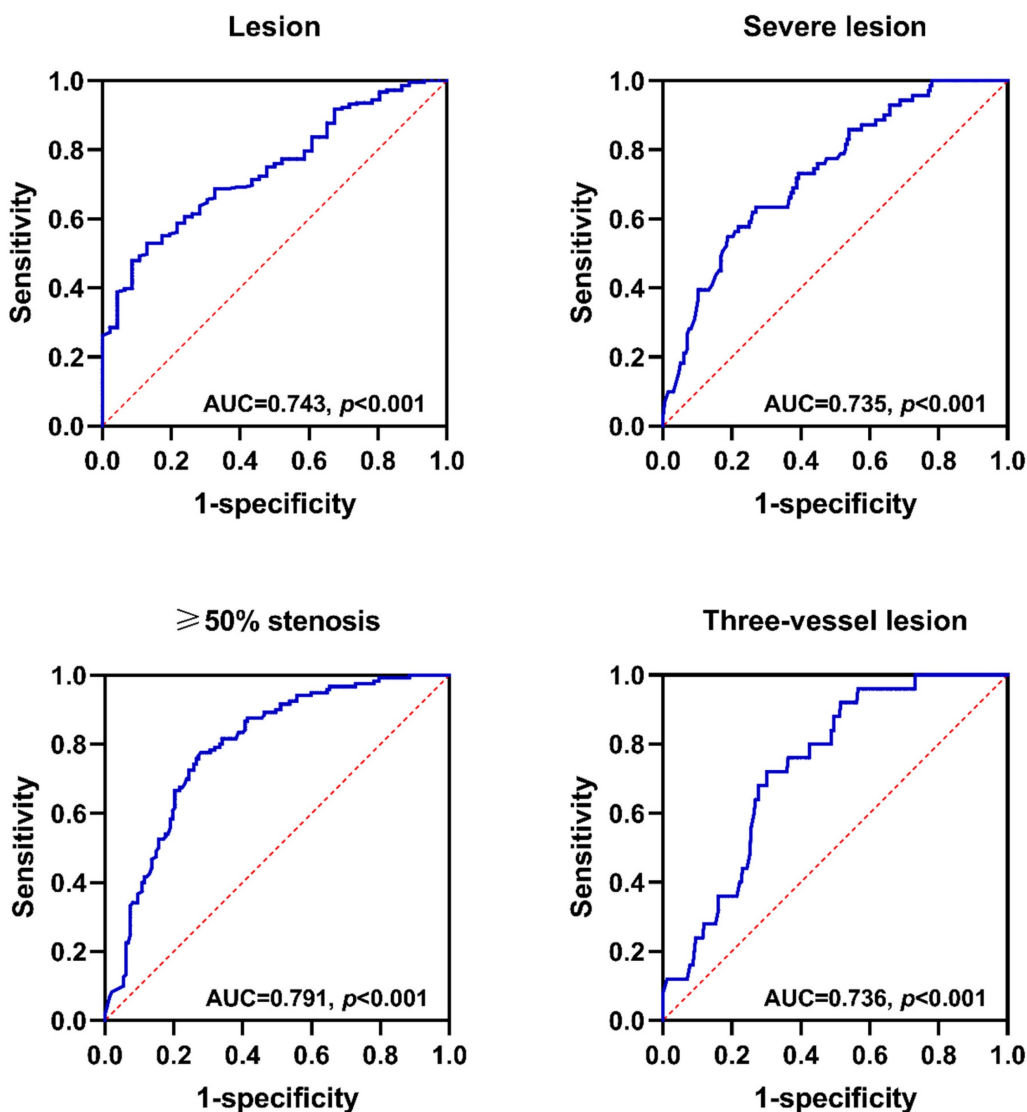 Lesion
1.0
0.8
0.6
0.4
0.2
0.0
Sensitivity
AUC=0.743, p<0.001
0.0 0.2 0.4 0.6 0.8 1.0
1-specificity
Severe lesion
1.0
0.8
0.6
0.4
0.2
0.0
Sensitivity
AUC=0.735, p<0.001
0.0 0.2 0.4 0.6 0.8 1.0
1-specificity
⩾50% stenosis
1.0
0.8
0.6
0.4
0.2
0.0
Sensitivity
AUC=0.791, p<0.001
0.0 0.2 0.4 0.6 0.8 1.0
1-specificity
Three-vessel lesion
1.0
0.8
0.6
0.4
0.2
0.0
Sensitivity
AUC=0.736, p<0.001
0.0 0.2 0.4 0.6 0.8 1.0
1-specificity